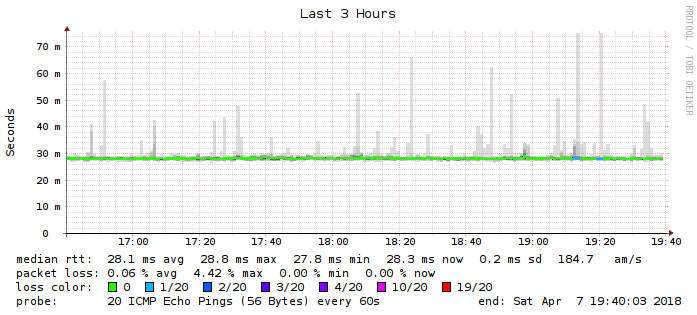 Last 3 Hours
RRDTOOL / TOBI OETIKER
Seconds
70 m
60 m
50 m
40 m
30 m
20 m
10 m
0
17:00 17:20 17:40 18:00 18:20 18:40 19:00 19:20 19:40
median rtt: 28.1 ms avg 28.8 ms max 27.8 ms min 28.3 ms now 0.2 ms sd 184.7 am/s
packet loss: 0.06 % avg 4.42 % max 0.00 % min 0.00 % now
loss color: 0 1/20 2/20 3/20 4/20 10/20 19/20
probe: 20 ICMP Echo Pings (56 Bytes) every 60s end: Sat Apr 7 19:40:03 2018